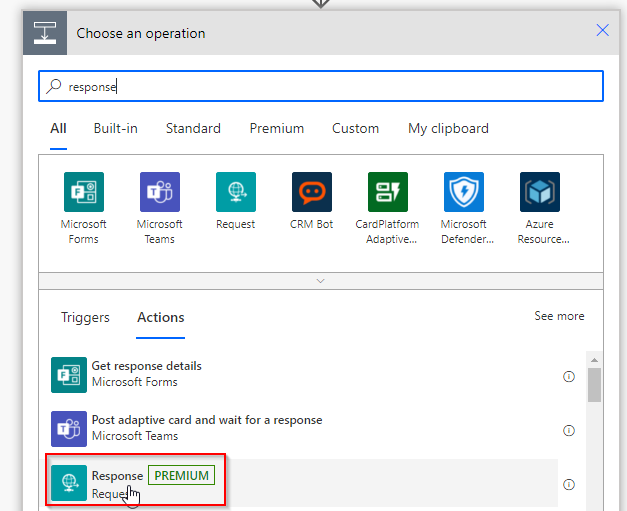 Choose an operation
response
All Built-in Standard Premium Custom My clipboard
Microsoft Forms
Microsoft Teams
Request
CRM Bot
CardPlatform Adaptive...
Microsoft Defender...
Azure Resource...
Triggers Actions See more
Get response details
Microsoft Forms
Post adaptive card and wait for a response
Microsoft Teams
Response PREMIUM
Request